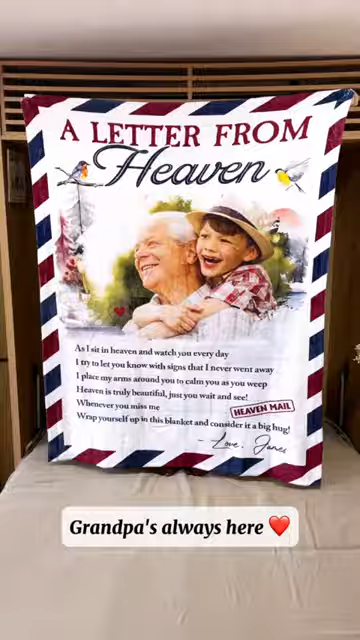 A LETTER FROM
Heaven
As I sit in heaven and watch you every day
I try to let you know with signs that I never went away
I place my arms around you to calm you as you weep
Heaven is truly beautiful, just you wait and see!
Whenever you miss me
HEAVEN MAIL
Wrap yourself up in this blanket and consider it a big hug!
- Love, James
Grandpa's always here ❤️